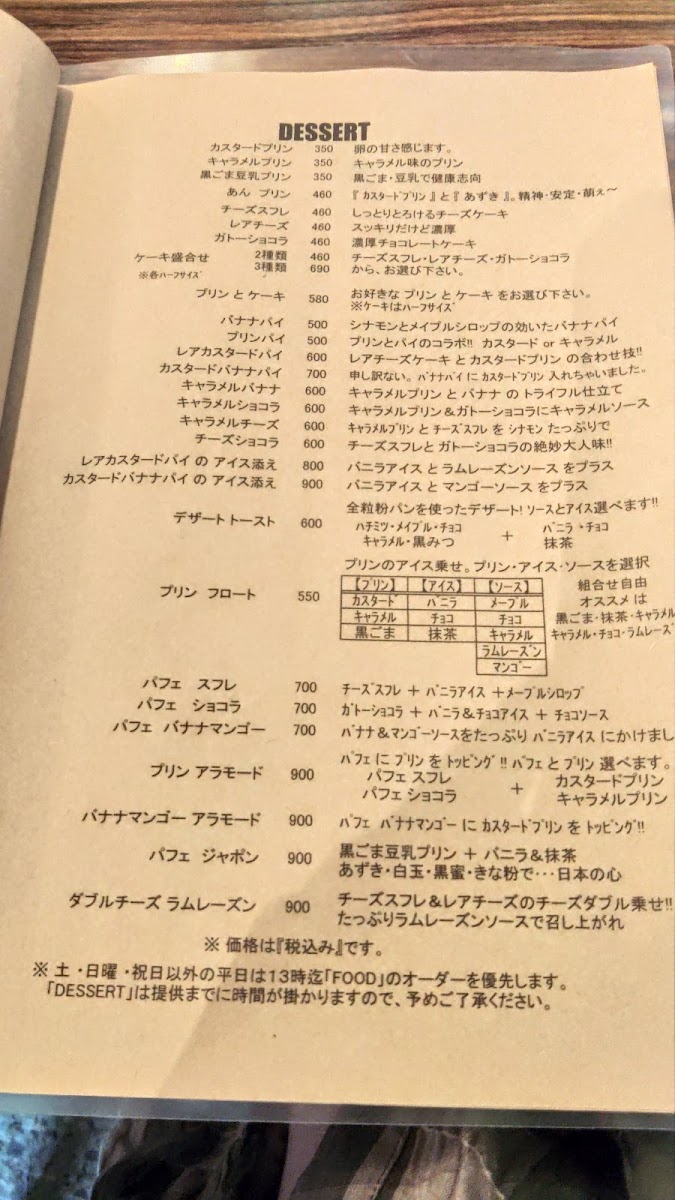 DESSERT
カスタードプリン 350 卵の甘さ感じます。
キャラメルプリン 350 キャラメル味のプリン
黒ごま豆乳プリン 350 黒ごま・豆乳で健康志向
あん プリン 460 『 ｶｽﾀｰﾄﾞﾌﾟﾘﾝ 』と『 あずき 』。精神・安定・萌ぇ～
チーズスフレ 460 しっとりとろけるチーズケーキ
レアチーズ 460 スッキリだけど濃厚
ガトーショコラ 460 濃厚チョコレートケーキ
ケーキ盛合せ 2種類 460 チーズスフレ・レアチーズ・ガトーショコラ
※各ﾊｰﾌｻｲｽﾞ 3種類 690 から、お選び下さい。
プリン と ケーキ 580 お好きな プリン と ケーキ をお選び下さい。
※ｹｰｷはﾊｰﾌｻｲｽﾞ
バナナパイ 500 シナモンとメイプルシロップの効いたバナナパイ
プリンパイ 500 プリンとパイのコラボ!! カスタード or キャラメル
レアカスタードパイ 600 レアチーズケーキ と カスタードプリン の合わせ技!!
カスタードバナナパイ 700 申し訳ない。ﾊﾞﾅﾅﾊﾟｲ に ｶｽﾀｰﾄﾞﾌﾟﾘﾝ 入れちゃいました。
キャラメルバナナ 600 キャラメルプリン と バナナ の トライフル仕立て
キャラメルショコラ 600 キャラメルプリン＆ガトーショコラにキャラメルソース
キャラメルチーズ 600 ｷｬﾗﾒﾙﾌﾟﾘﾝ と ﾁｰｽﾞｽﾌﾚ を シナモン たっぷりで
チーズショコラ 600 チーズスフレと ガトーショコラの絶妙大人味!!
レアカスタードパイ の アイス添え 800 バニラアイス と ラムレーズンソース をプラス
カスタードバナナパイ の アイス添え 900 バニラアイス と マンゴーソース をプラス
全粒粉パンを使ったデザート! ソースとアイス選べます!!
デザート トースト 600 ﾊﾁﾐﾂ・ﾒｲﾌﾟﾙ・ﾁｮｺ + ﾊﾞﾆﾗ・ﾁｮｺ
キャラメル・黒みつ 抹茶
プリンのアイス乗せ。プリン・アイス・ソースを選択
プリン フロート 550
【ﾌﾟﾘﾝ】 【ｱｲｽ】 【ｿｰｽ】 組合せ自由
ｶｽﾀｰﾄﾞ ﾊﾞﾆﾗ ﾒｰﾌﾟﾙ オススメ は
ｷｬﾗﾒﾙ ﾁｮｺ ﾁｮｺ 黒ごま・抹茶・キャラメル
黒ごま 抹茶 ｷｬﾗﾒﾙ キャラメル・チョコ・ラムレーズ
ﾗﾑﾚｰｽﾞﾝ
ﾏﾝｺﾞｰ
パフェ スフレ 700 ﾁｰｽﾞｽﾌﾚ + ﾊﾞﾆﾗｱｲｽ +ﾒｰﾌﾟﾙｼﾛｯﾌﾟ
パフェ ショコラ 700 ｶﾞﾄｰｼｮｺﾗ + ﾊﾞﾆﾗ＆ﾁｮｺｱｲｽ + ﾁｮｺｿｰｽ
パフェ バナナマンゴー 700 ﾊﾞﾅﾅ＆ﾏﾝｺﾞｰｿｰｽをたっぷり ﾊﾞﾆﾗｱｲｽ にかけまし
プリン アラモード 900 ﾊﾟﾌｪ に ﾌﾟﾘﾝ を ﾄｯﾋﾟﾝｸﾞ!! ﾊﾟﾌｪ と ﾌﾟﾘﾝ 選べます。
パフェ スフレ + カスタードプリン
パフェ ショコラ キャラメルプリン
バナナマンゴー アラモード 900 ﾊﾟﾌｪ ﾊﾞﾅﾅﾏﾝｺﾞｰ に ｶｽﾀｰﾄﾞﾌﾟﾘﾝ を ﾄｯﾋﾟﾝｸﾞ!!
パフェ ジャポン 900 黒ごま豆乳プリン + バニラ＆抹茶
あずき・白玉・黒蜜・きな粉で･･･日本の心
ダブルチーズ ラムレーズン 900 チーズスフレ＆レアチーズのチーズダブル乗せ!!
たっぷりラムレーズンソースで召し上がれ
※ 価格は『税込み』です。
※ 土・日曜・祝日以外の平日は13時迄「FOOD」のオーダーを優先します。
「DESSERT」は提供までに時間が掛かりますので、予めご了承ください。